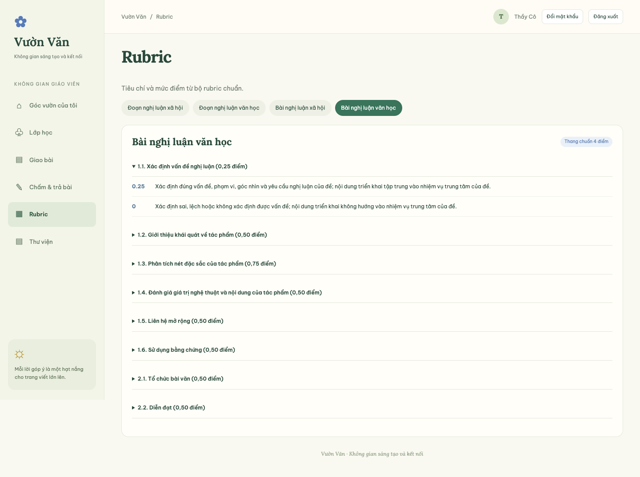 Vườn Văn
Không gian sáng tạo và kết nối
KHÔNG GIAN GIÁO VIÊN
Góc vườn của tôi
Lớp học
Giao bài
Chấm & trả bài
Rubric
Thư viện
Mỗi lời góp ý là một hạt nắng
cho trang viết lớn lên.
Vườn Văn / Rubric
T Thầy Cô Đổi mật khẩu Đăng xuất
Rubric
Tiêu chí và mức điểm từ bộ rubric chuẩn.
Đoạn nghị luận xã hội Đoạn nghị luận văn học Bài nghị luận xã hội Bài nghị luận văn học
Bài nghị luận văn học Thang chuẩn 4 điểm
▼ 1.1. Xác định vấn đề nghị luận (0,25 điểm)
0.25 Xác định đúng vấn đề, phạm vi, góc nhìn và yêu cầu nghị luận của đề; nội dung triển khai tập trung vào nhiệm vụ trung tâm của đề.
0 Xác định sai, lệch hoặc không xác định được vấn đề; nội dung triển khai không hướng vào nhiệm vụ trung tâm của đề.
▶ 1.2. Giới thiệu khái quát về tác phẩm (0,50 điểm)
▶ 1.3. Phân tích nét đặc sắc của tác phẩm (0,75 điểm)
▶ 1.4. Đánh giá giá trị nghệ thuật và nội dung của tác phẩm (0,50 điểm)
▶ 1.5. Liên hệ mở rộng (0,50 điểm)
▶ 1.6. Sử dụng bằng chứng (0,50 điểm)
▶ 2.1. Tổ chức bài văn (0,50 điểm)
▶ 2.2. Diễn đạt (0,50 điểm)
Vườn Văn · Không gian sáng tạo và kết nối